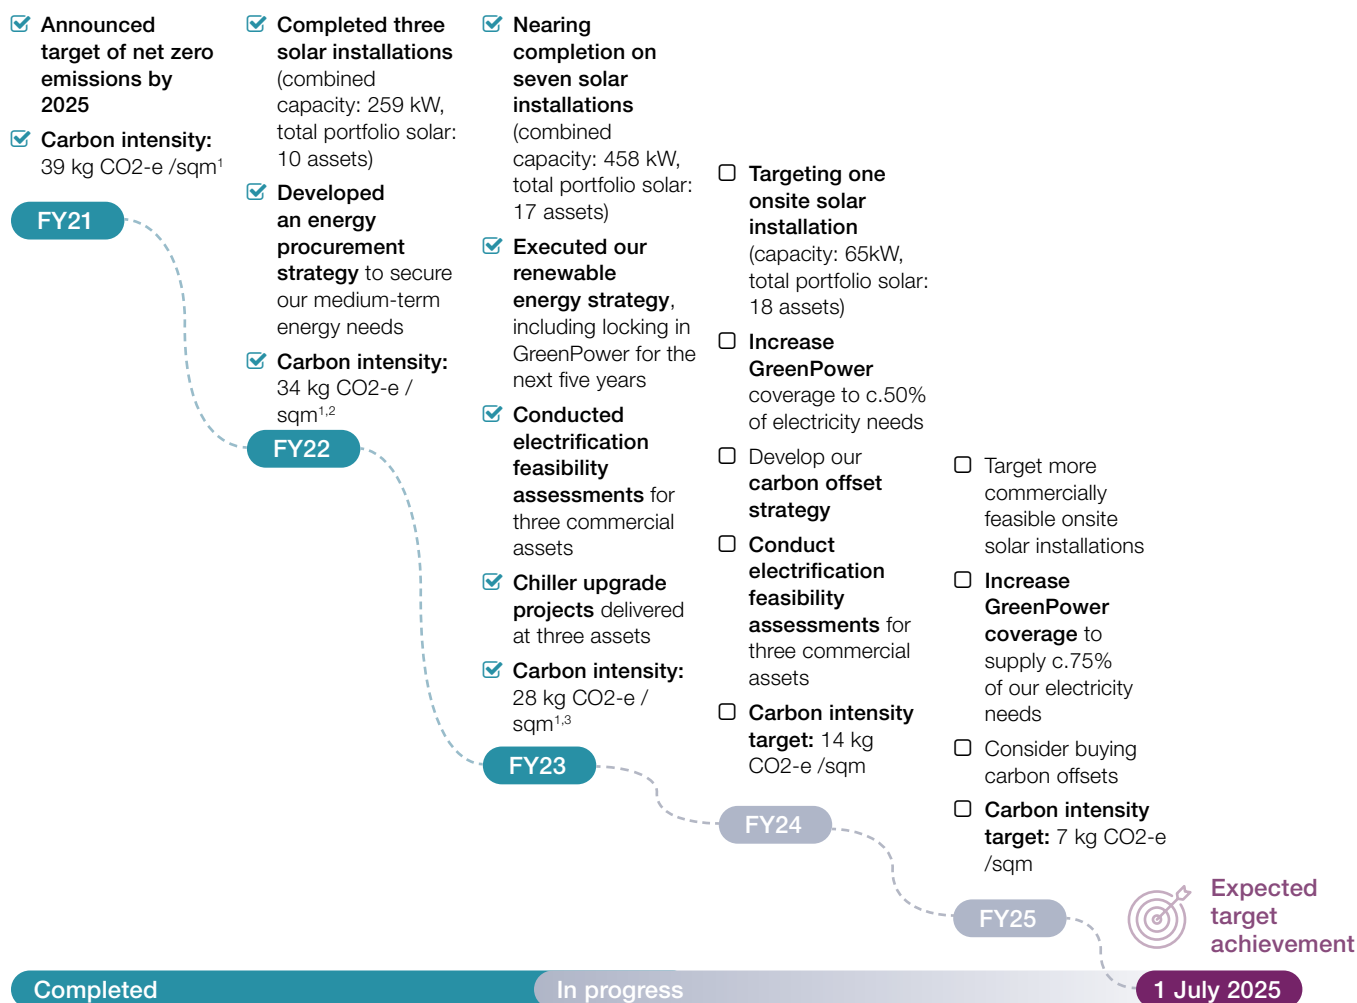 Announced
target of net zero
emissions by
2025
Carbon intensity:
39 kg CO2-e /sqm¹
FY21
Completed three
solar installations
(combined
capacity: 259 kW,
total portfolio solar:
10 assets)
Developed
an energy
procurement
strategy to secure
our medium-term
energy needs
Carbon intensity:
34 kg CO2-e /
sqm¹,²
FY22
Nearing
completion on
seven solar
installations
(combined
capacity: 458 kW,
total portfolio solar:
17 assets)
Executed our
renewable
energy strategy,
including locking in
GreenPower for the
next five years
Conducted
electrification
feasibility
assessments for
three commercial
assets
Chiller upgrade
projects delivered
at three assets
Carbon intensity:
28 kg CO2-e /
sqm¹,³
FY23
Targeting one
onsite solar
installation
(capacity: 65kW,
total portfolio solar:
18 assets)
Increase
GreenPower
coverage to c.50%
of electricity needs
Develop our
carbon offset
strategy
Conduct
electrification
feasibility
assessments for
three commercial
assets
Carbon intensity
target: 14 kg
CO2-e /sqm
FY24
Target more
commercially
feasible onsite
solar installations
Increase
GreenPower
coverage to
supply c.75%
of our electricity
needs
Consider buying
carbon offsets
Carbon intensity
target: 7 kg CO2-e
/sqm
FY25
Expected
target
achievement
Completed
In progress
1 July 2025